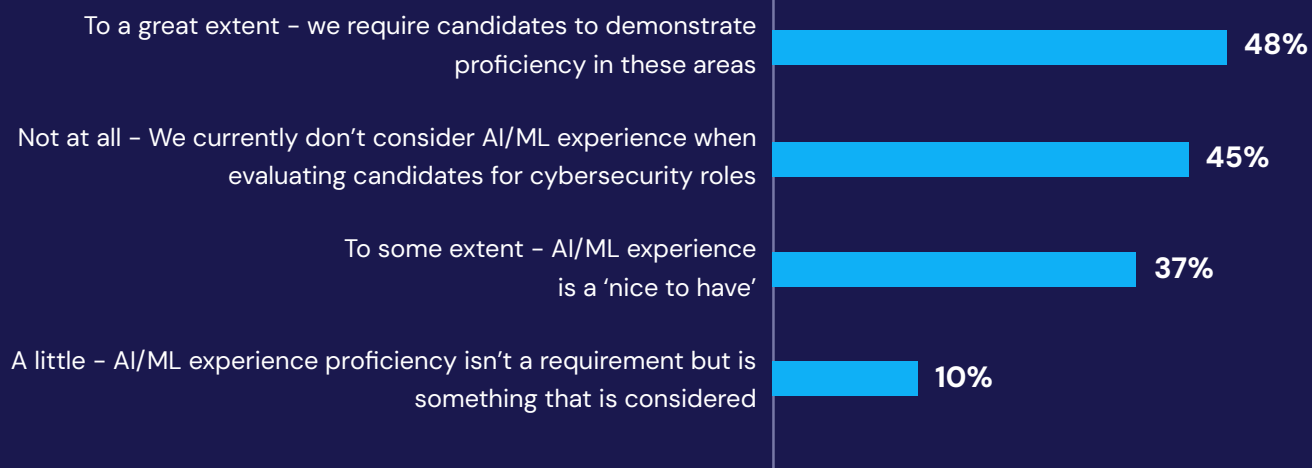 To a great extent – we require candidates to demonstrate
proficiency in these areas
48%
Not at all – We currently don’t consider AI/ML experience when
evaluating candidates for cybersecurity roles
45%
To some extent – AI/ML experience
is a ‘nice to have’
37%
A little – AI/ML experience proficiency isn’t a requirement but is
something that is considered
10%